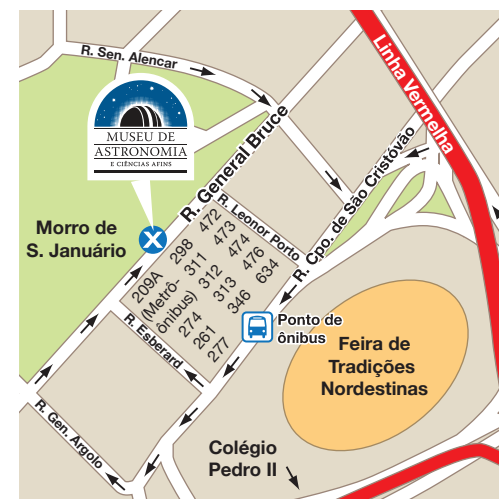 R. Sen. Alencar
Linha Vermelha
MUSEU DE
ASTRONOMIA
E CIÊNCIAS AFINS
R. General Bruce
R. Cpo. de São Cristóvão
R. Leonor Porto
Morro de
S. Januário
X
209A 298 472
(Metrô- 311 473
ônibus) 312 474
274 313 476
261 346 634
277
R. Esberard
Ponto de
ônibus
Feira de
Tradições
Nordestinas
R. Gen. Argolo
Colégio
Pedro II